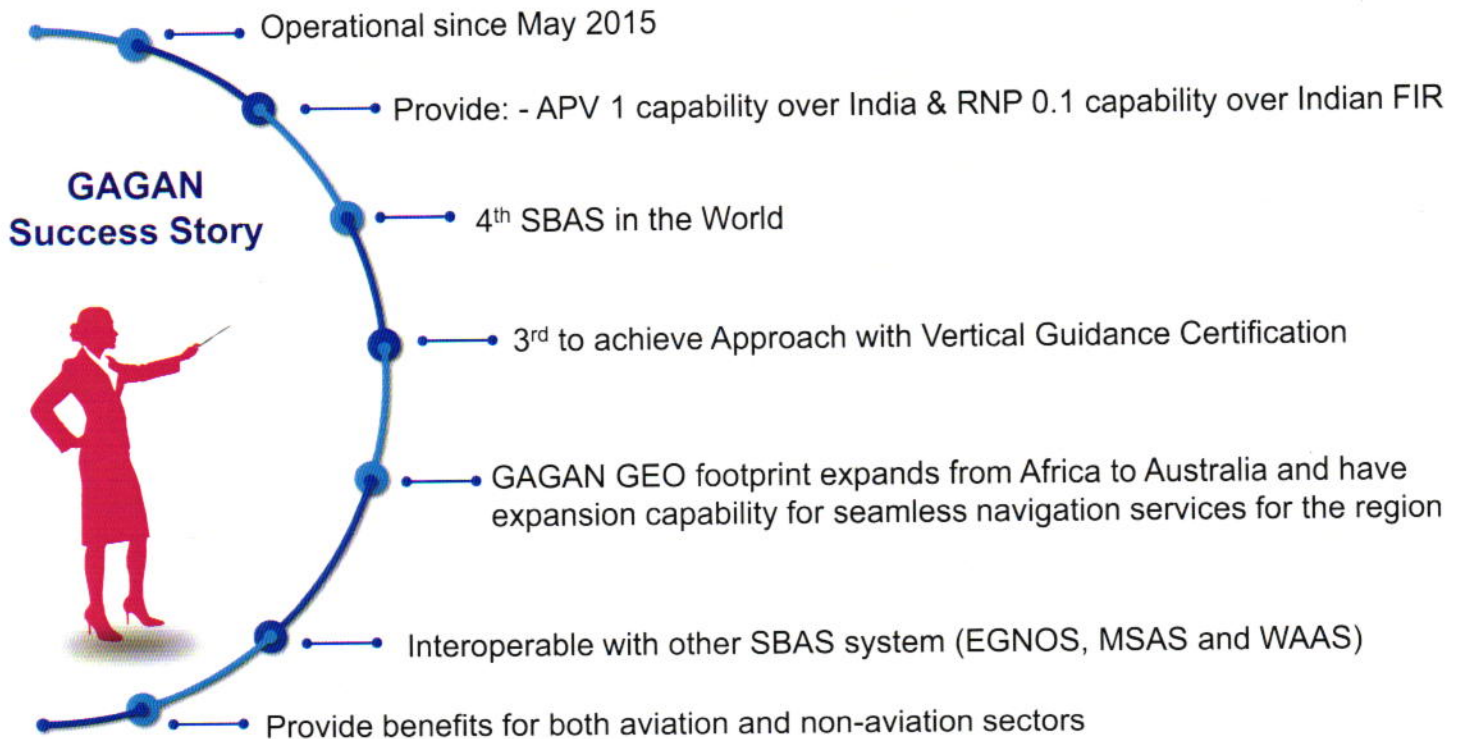 Operational since May 2015
Provide: - APV 1 capability over India & RNP 0.1 capability over Indian FIR
GAGAN
Success Story
4th SBAS in the World
3rd to achieve Approach with Vertical Guidance Certification
GAGAN GEO footprint expands from Africa to Australia and have
expansion capability for seamless navigation services for the region
Interoperable with other SBAS system (EGNOS, MSAS and WAAS)
Provide benefits for both aviation and non-aviation sectors